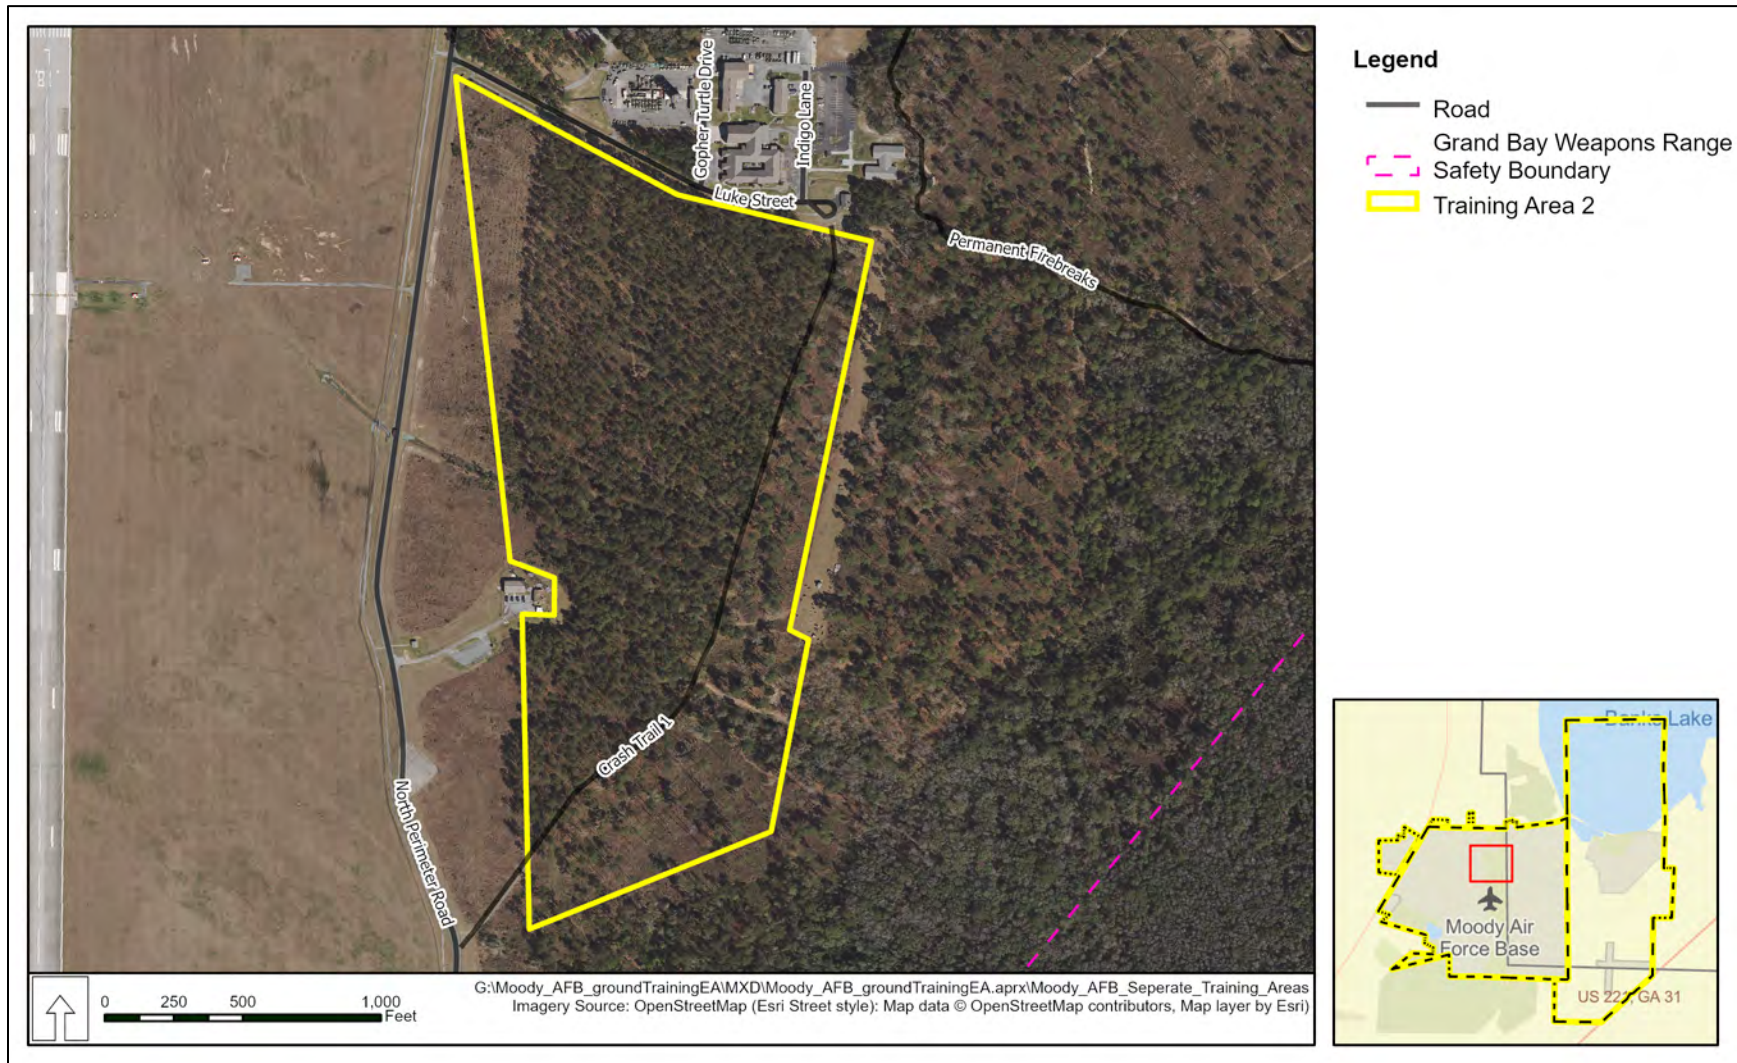 Gopher Turtle Drive
Indigo Lane
Luke Street
Permanent Firebreaks
Crash Trail 1
North Perimeter Road
0 250 500 1,000
Feet
G:\Moody_AFB_groundTrainingEA\MXD\Moody_AFB_groundTrainingEA.aprx\Moody_AFB_Seperate_Training_Areas
Imagery Source: OpenStreetMap (Esri Street style): Map data © OpenStreetMap contributors, Map layer by Esri)
Legend
Road
Grand Bay Weapons Range
Safety Boundary
Training Area 2
Banks Lake
Moody Air
Force Base
US 221, GA 31